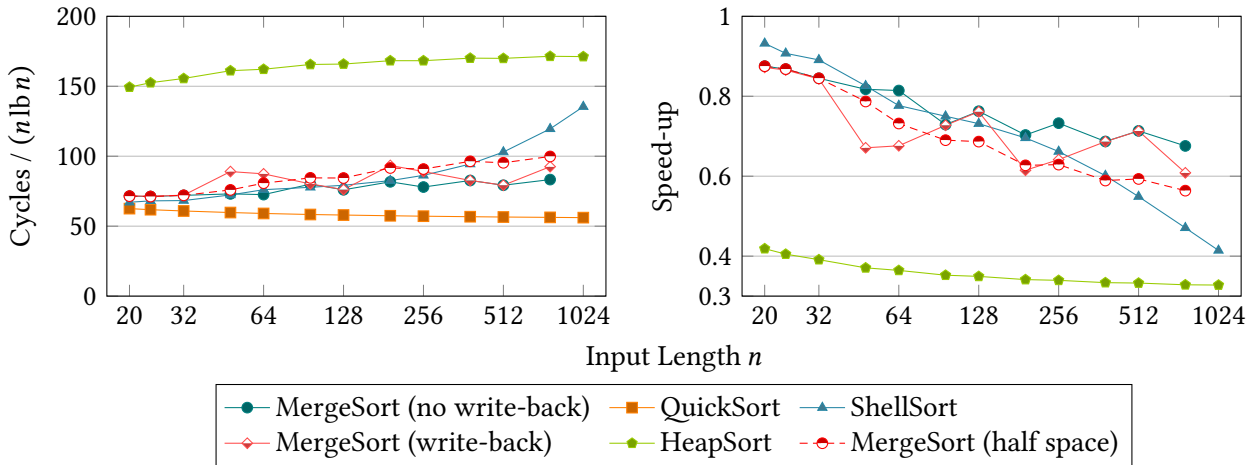 Cycles / (n lb n)
200
150
100
50
0
20 32 64 128 256 512 1024
Speed-up
1
0.8
0.6
0.4
0.3
20 32 64 128 256 512 1024
Input Length n
MergeSort (no write-back) QuickSort ShellSort
MergeSort (write-back) HeapSort MergeSort (half space)